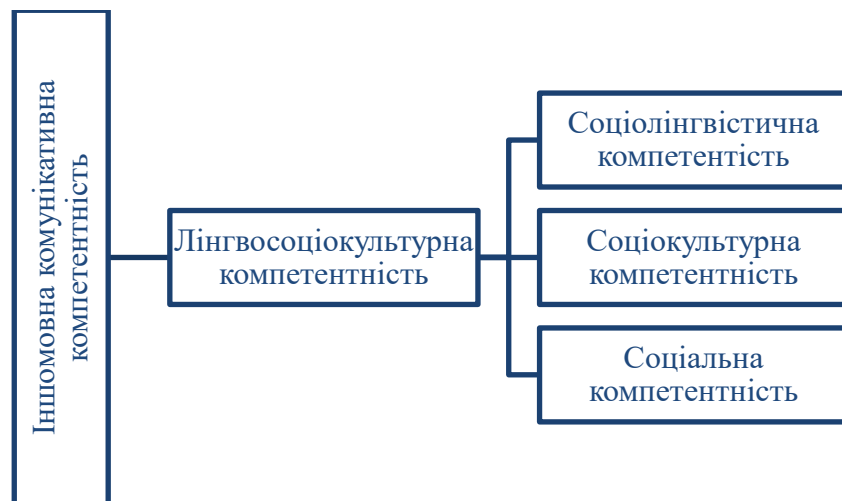 Іншомовна комунікативна
компетентність
Лінгвосоціокультурна
компетентність
Соціолінгвістична
компетентість
Соціокультурна
компетентність
Соціальна
компетентність